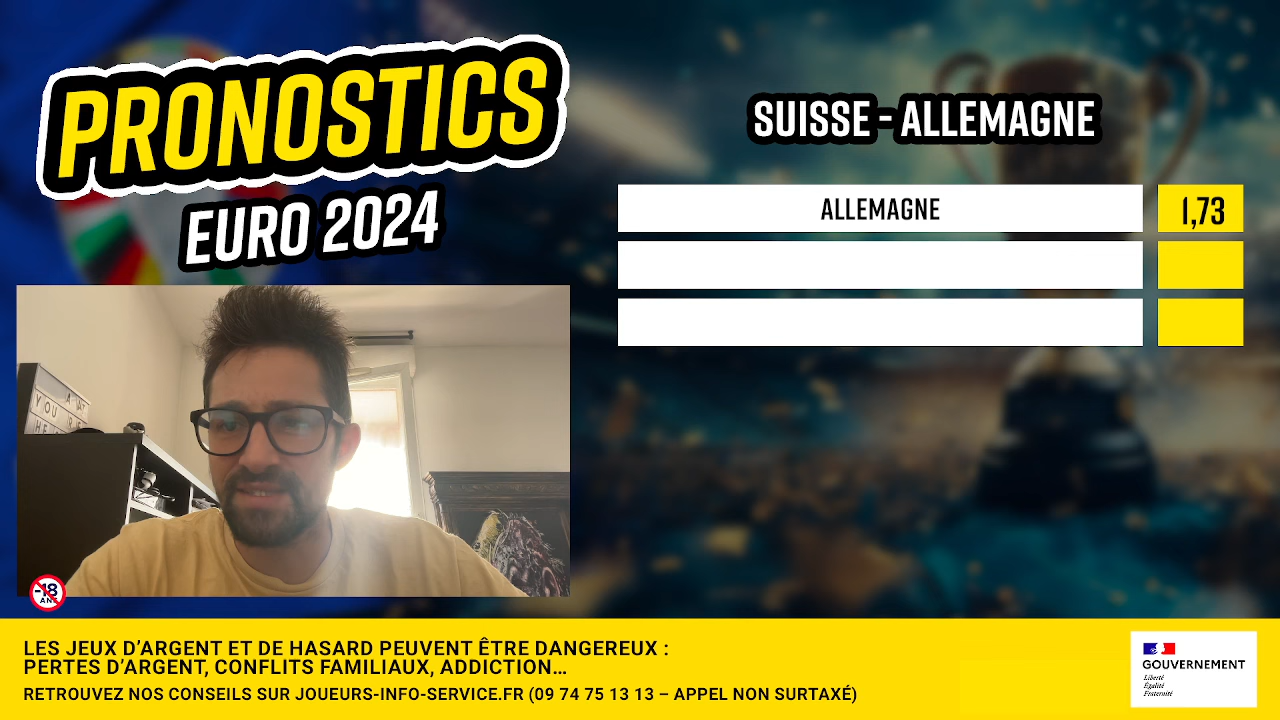 PRONOSTICS
EURO 2024
SUISSE - ALLEMAGNE
ALLEMAGNE 1,73
YOU
-18
ANS
LES JEUX D’ARGENT ET DE HASARD PEUVENT ÊTRE DANGEREUX :
PERTES D’ARGENT, CONFLITS FAMILIAUX, ADDICTION…
RETROUVEZ NOS CONSEILS SUR JOUEURS-INFO-SERVICE.FR (09 74 75 13 13 – APPEL NON SURTAXÉ)
GOUVERNEMENT
Liberté
Égalité
Fraternité